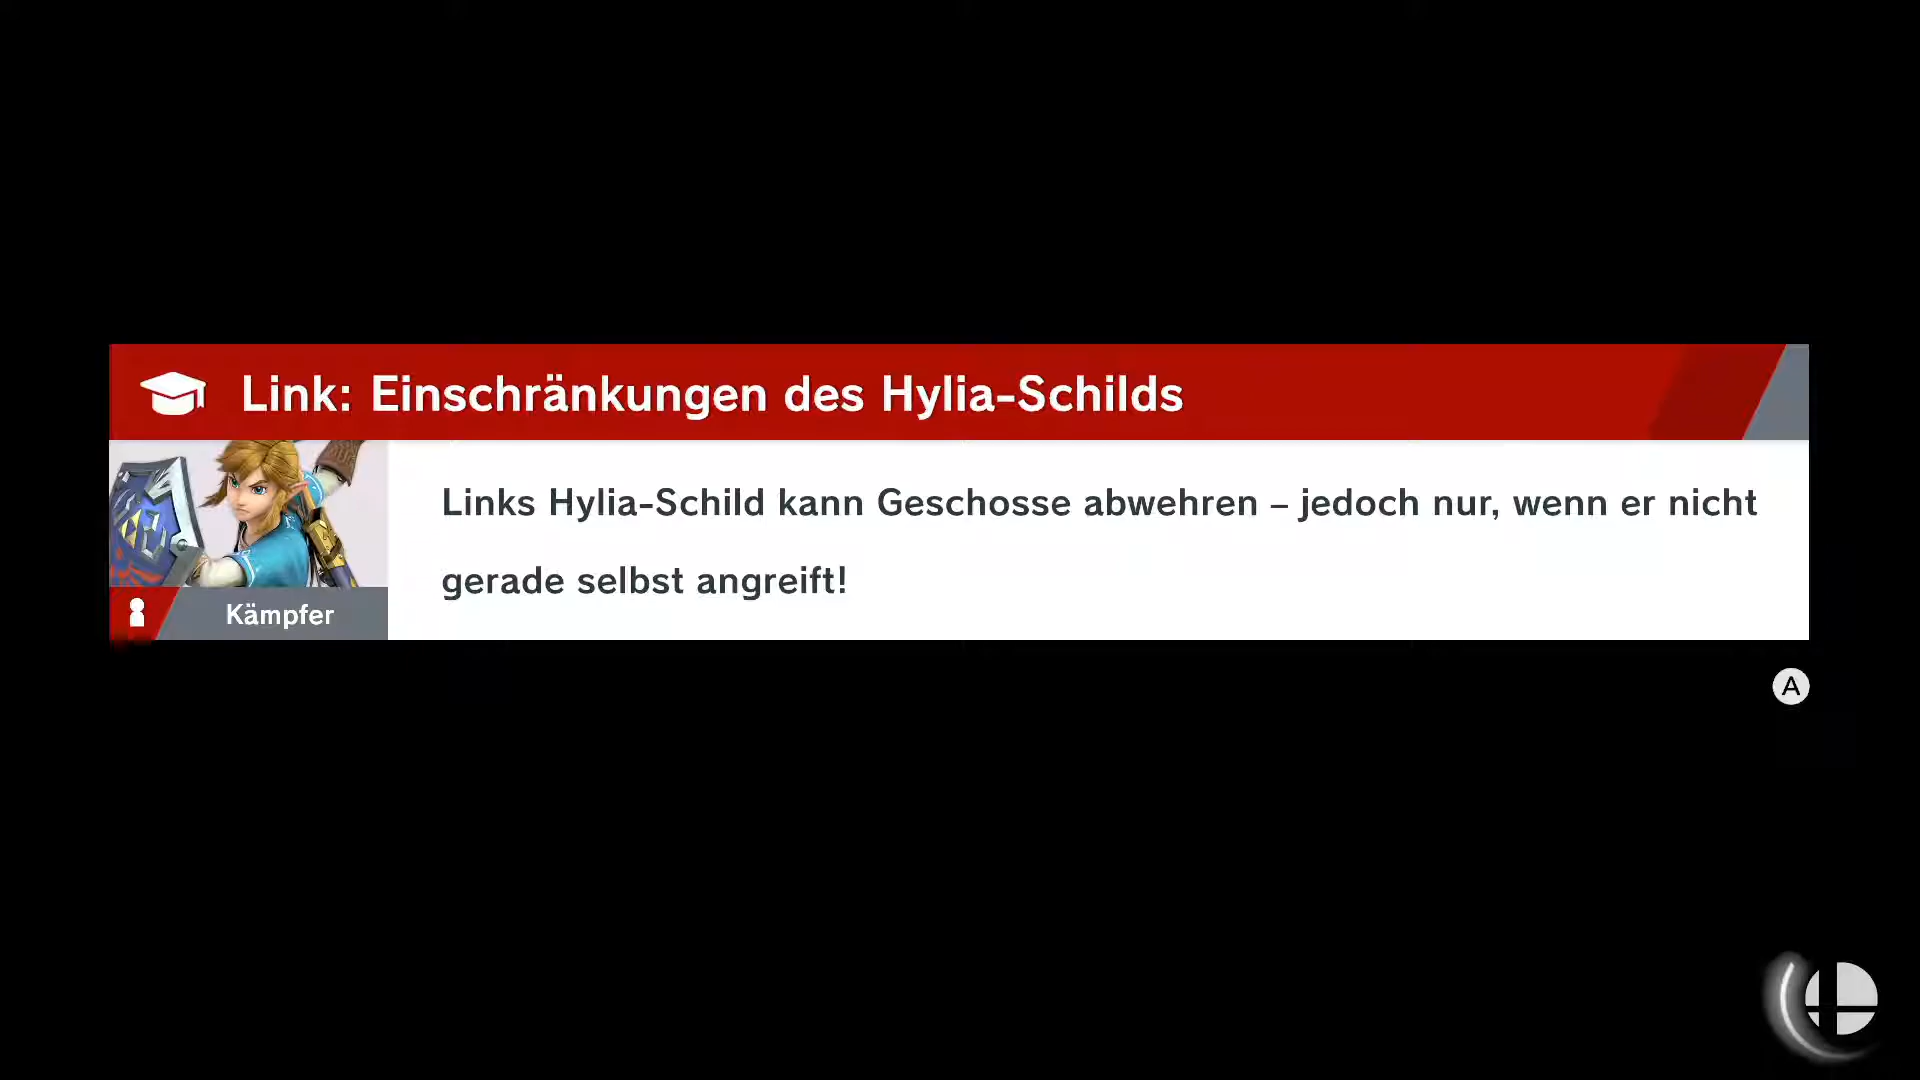 Link: Einschränkungen des Hylia-Schilds
Links Hylia-Schild kann Geschosse abwehren – jedoch nur, wenn er nicht
gerade selbst angreift!
Kämpfer
A